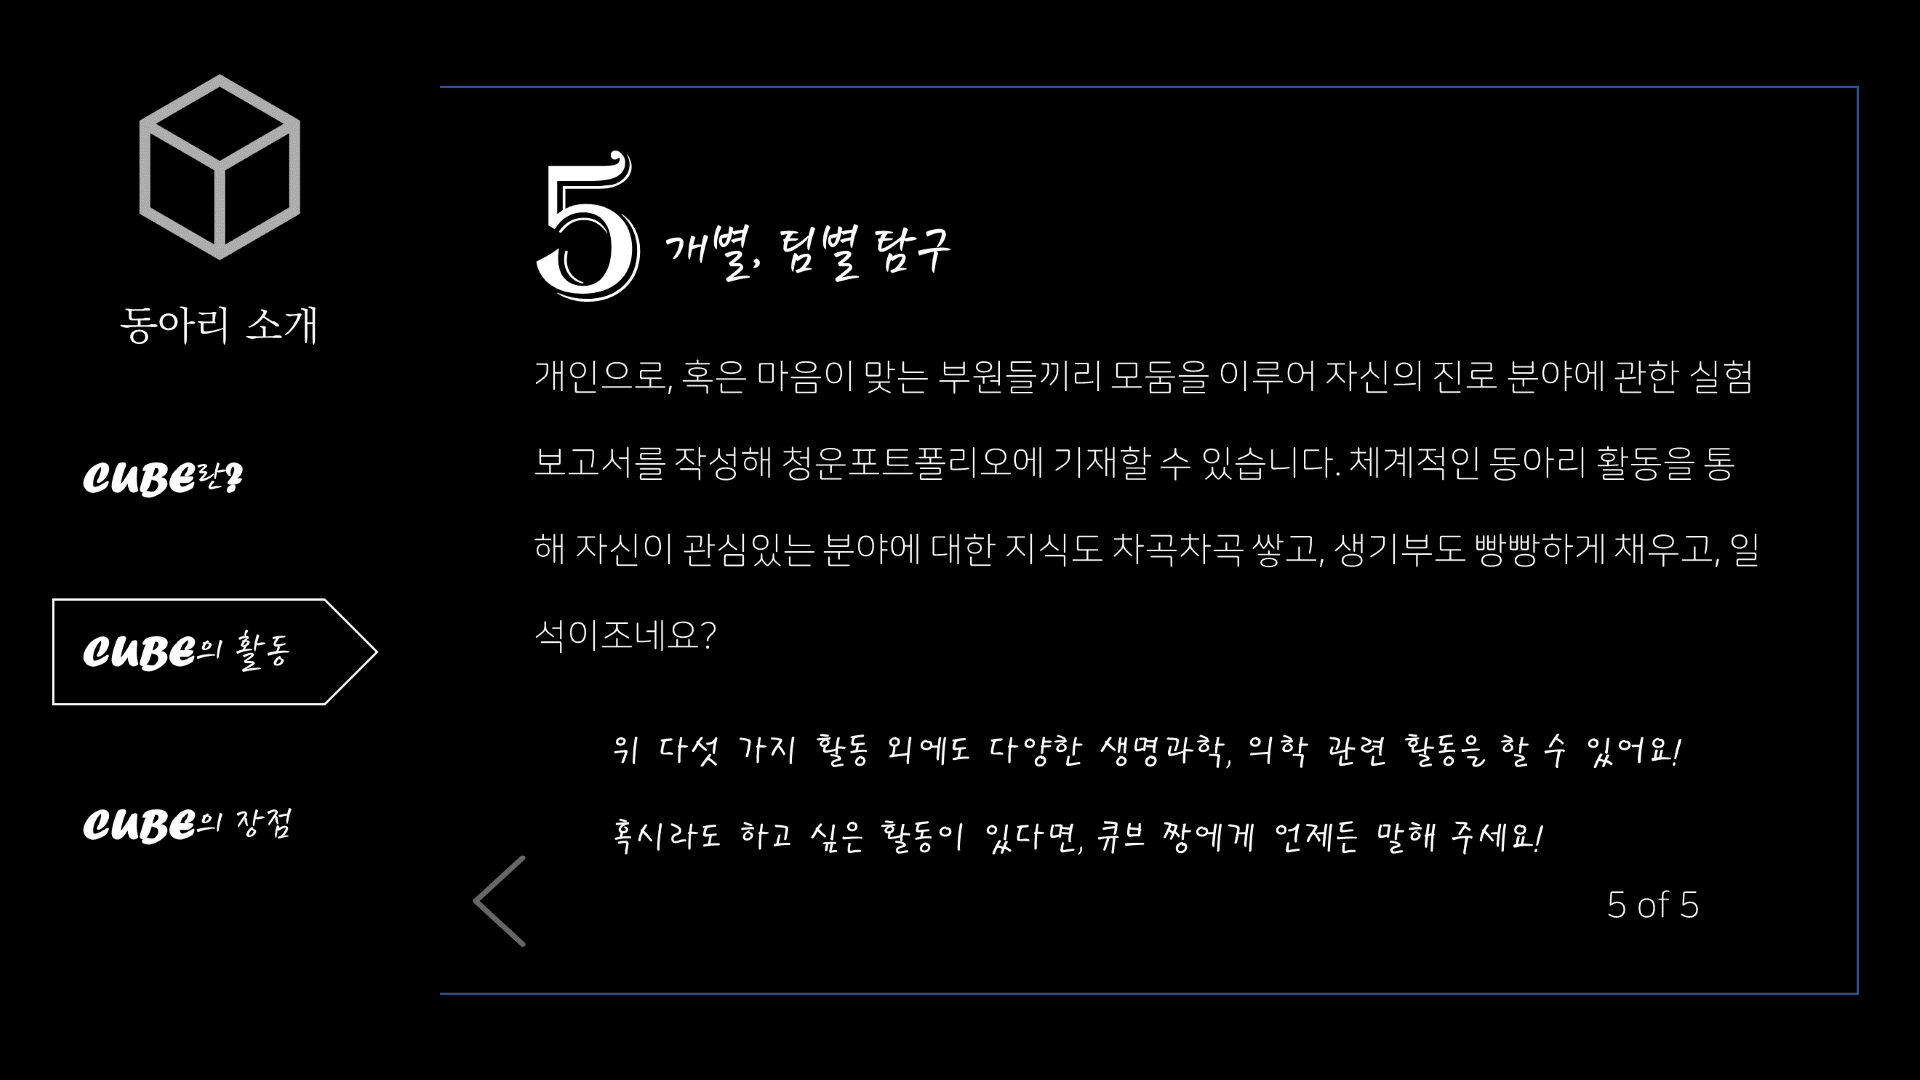 동아리 소개
CUBE란?
CUBE의 활동
CUBE의 장점
5 개별, 팀별 탐구
개인으로, 혹은 마음이 맞는 부원들끼리 모둠을 이루어 자신의 진로 분야에 관한 실험
보고서를 작성해 청운포트폴리오에 기재할 수 있습니다. 체계적인 동아리 활동을 통
해 자신이 관심있는 분야에 대한 지식도 차곡차곡 쌓고, 생기부도 빵빵하게 채우고, 일
석이조네요?
위 다섯 가지 활동 외에도 다양한 생명과학, 의학 관련 활동을 할 수 있어요!
혹시라도 하고 싶은 활동이 있다면, 큐브 짱에게 언제든 말해 주세요!
5 of 5